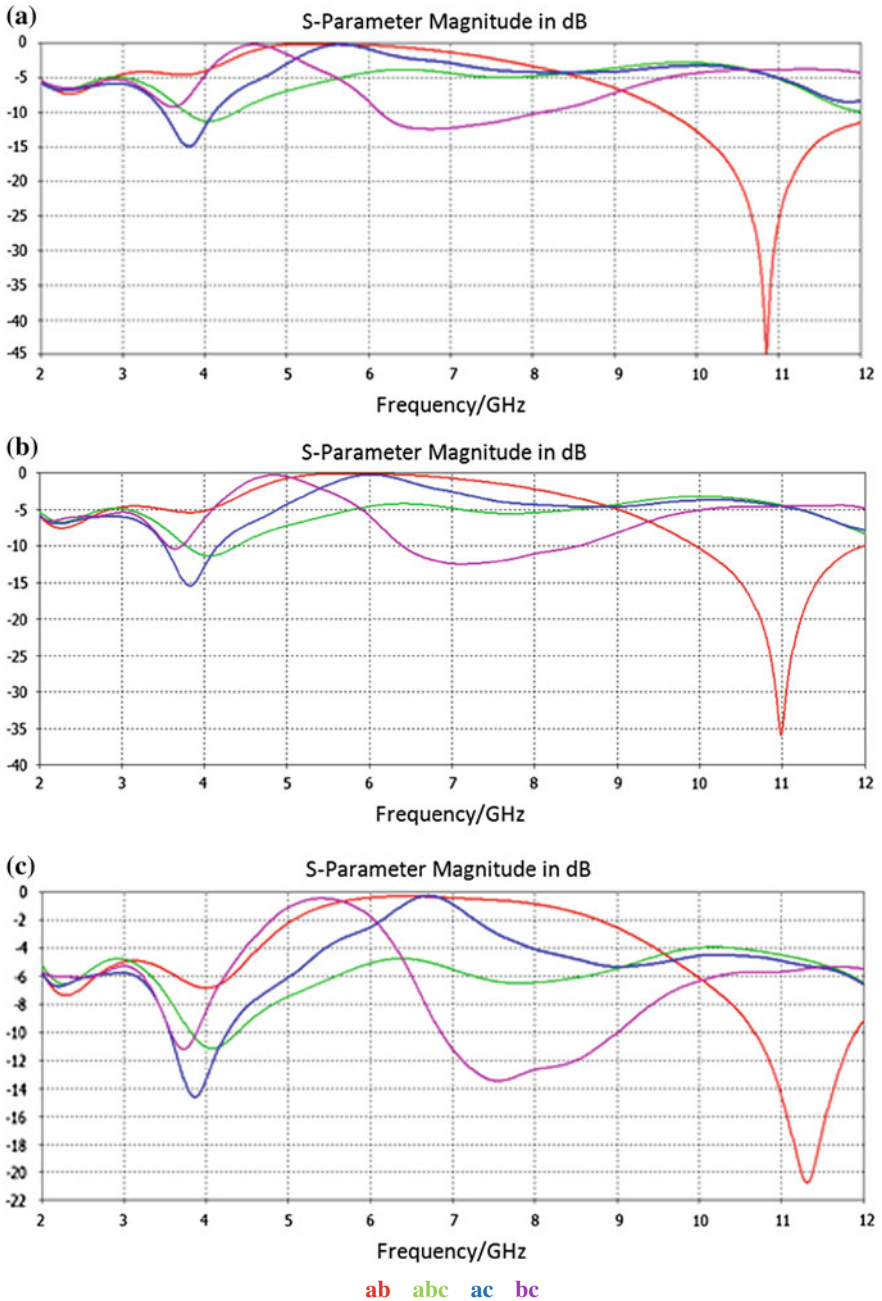 (a)
S-Parameter Magnitude in dB
0
-5
-10
-15
-20
-25
-30
-35
-40
-45
2 3 4 5 6 7 8 9 10 11 12
Frequency/GHz
(b)
S-Parameter Magnitude in dB
0
-5
-10
-15
-20
-25
-30
-35
-40
2 3 4 5 6 7 8 9 10 11 12
Frequency/GHz
(c)
S-Parameter Magnitude in dB
0
-2
-4
-6
-8
-10
-12
-14
-16
-18
-20
-22
2 3 4 5 6 7 8 9 10 11 12
Frequency/GHz
ab abc ac bc